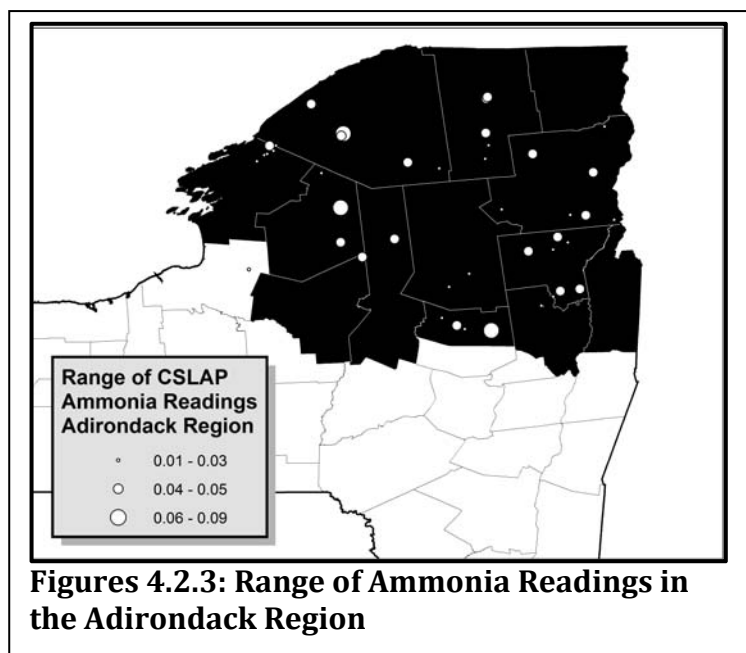 Range of CSLAP
Ammonia Readings
Adirondack Region
0.01 - 0.03
0.04 - 0.05
0.06 - 0.09
Figures 4.2.3: Range of Ammonia Readings in
the Adirondack Region